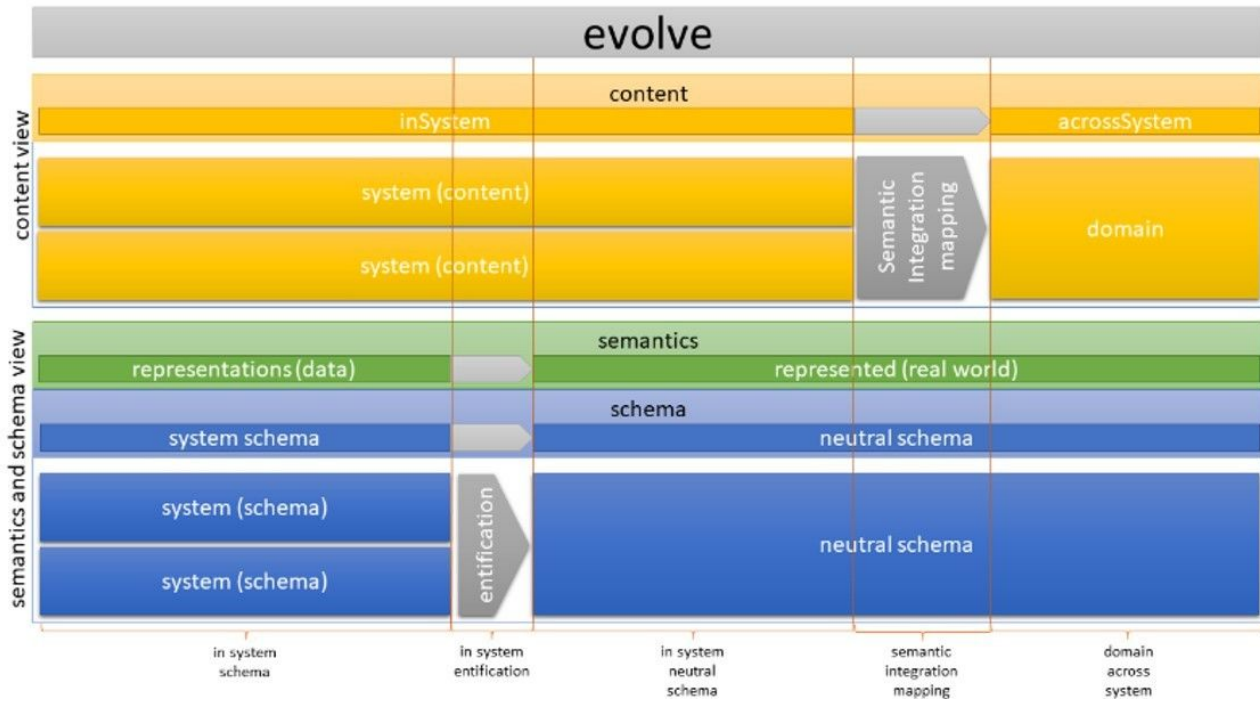 evolve
content view
content
inSystem
acrossSystem
system (content)
system (content)
Semantic
Integration
mapping
domain
semantics and schema view
semantics
representations (data)
represented (real world)
schema
system schema
neutral schema
system (schema)
system (schema)
entification
neutral schema
in system
schema
in system
entification
in system
neutral
schema
semantic
integration
mapping
domain
across
system